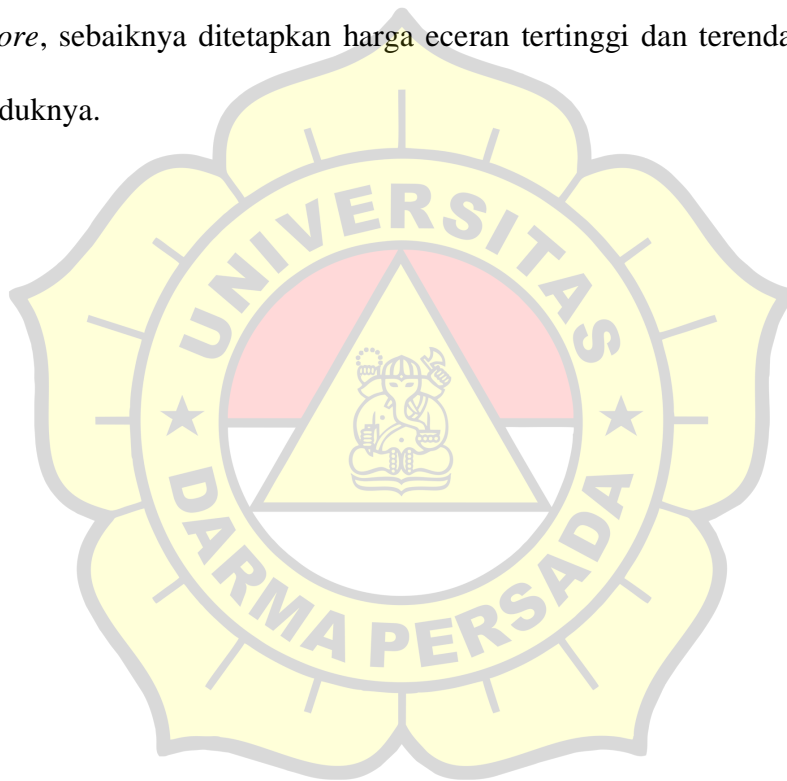 ore, sebaiknya ditetapkan harga eceran tertinggi dan terenda
duknya.
UNIVERSITAS
DARMA PERSADA